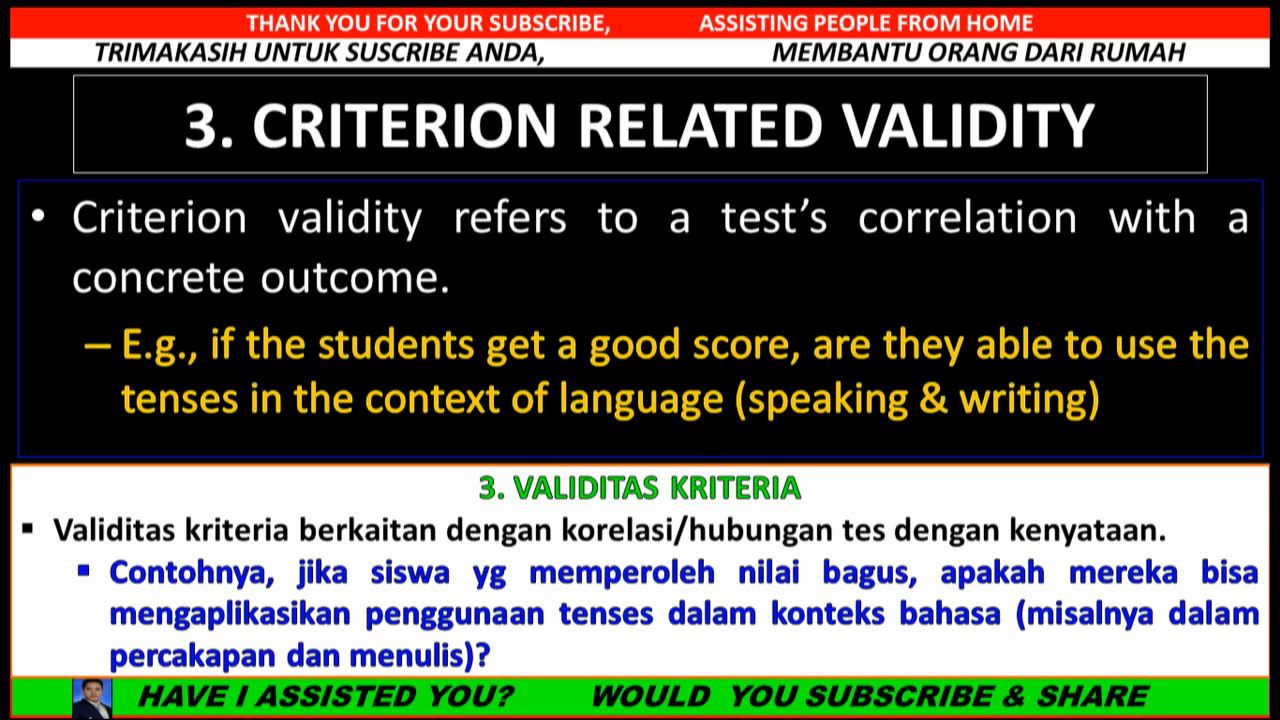 THANK YOU FOR YOUR SUBSCRIBE, ASSISTING PEOPLE FROM HOME
TRIMAKASIH UNTUK SUSCRIBE ANDA, MEMBANTU ORANG DARI RUMAH
3. CRITERION RELATED VALIDITY
• Criterion validity refers to a test’s correlation with a
concrete outcome.
– E.g., if the students get a good score, are they able to use the
tenses in the context of language (speaking & writing)
3. VALIDITAS KRITERIA
▪ Validitas kriteria berkaitan dengan korelasi/hubungan tes dengan kenyataan.
▪ Contohnya, jika siswa yg memperoleh nilai bagus, apakah mereka bisa
mengaplikasikan penggunaan tenses dalam konteks bahasa (misalnya dalam
percakapan dan menulis)?
HAVE I ASSISTED YOU? WOULD YOU SUBSCRIBE & SHARE